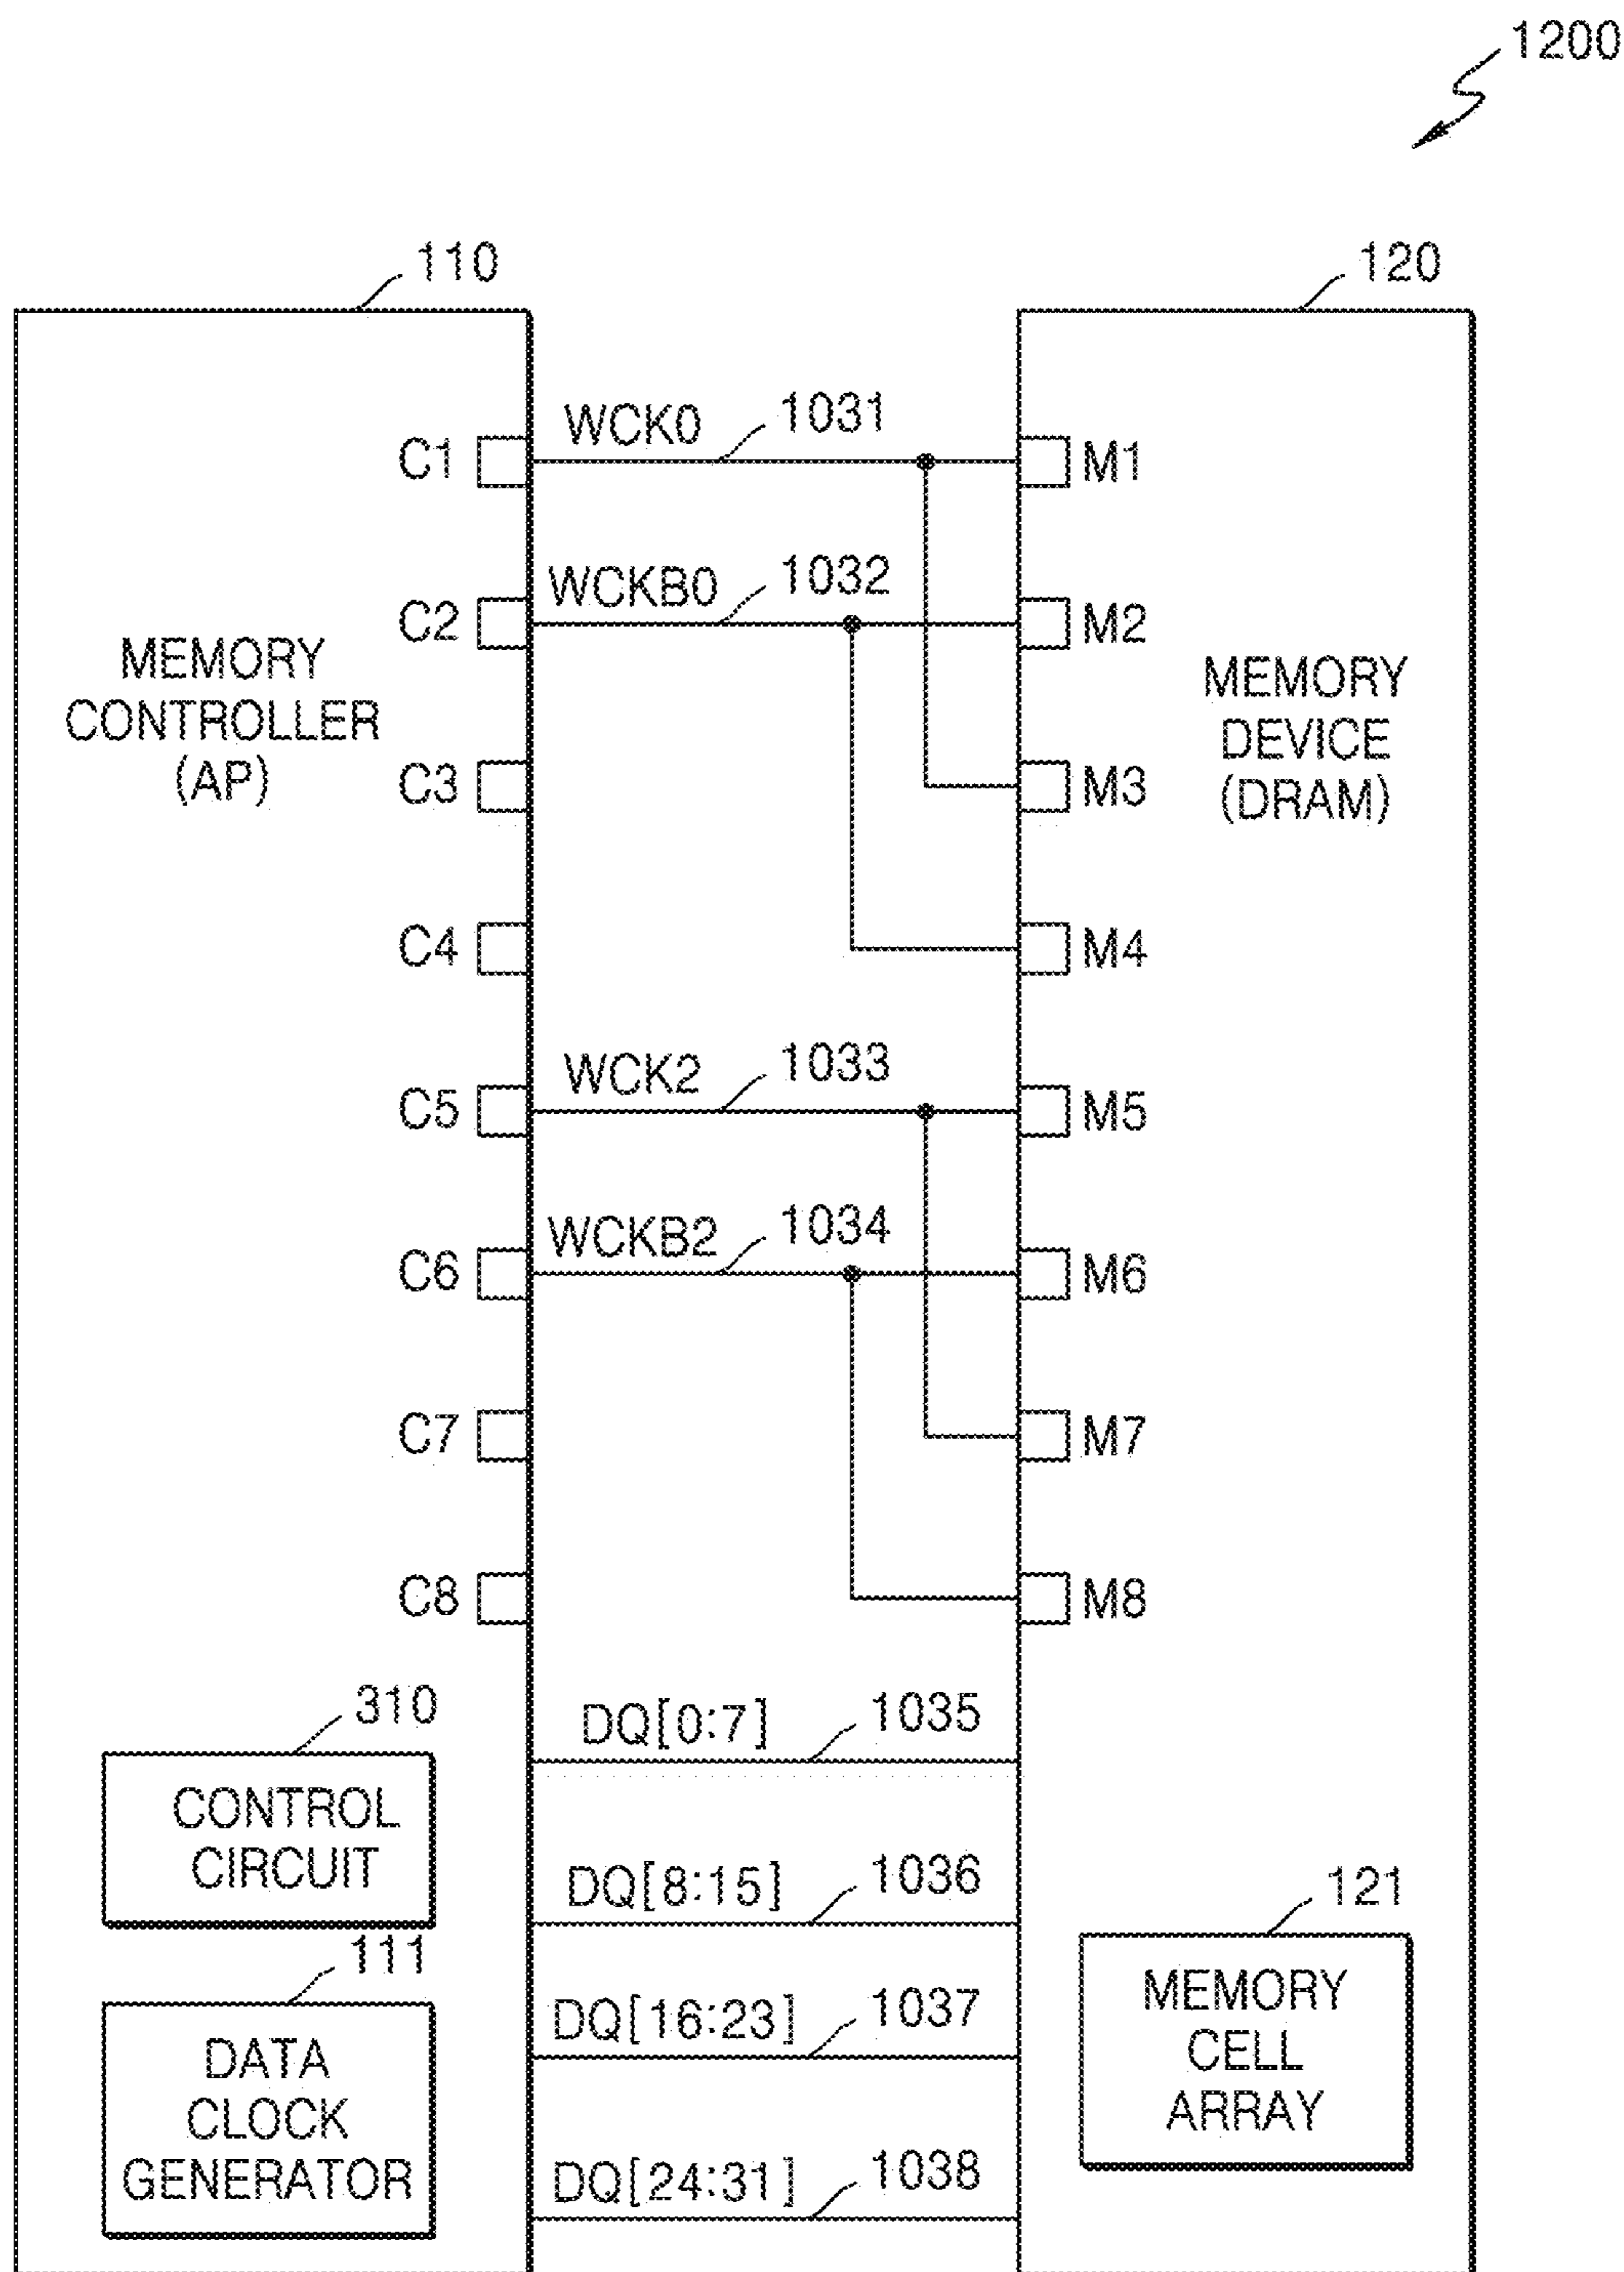 1200
110
120
WCK0
1031
C1
M1
WCKB0
1032
C2
M2
MEMORY
CONTROLLER
(AP)
MEMORY
DEVICE
(DRAM)
C3
M3
C4
M4
WCK2
1033
C5
M5
WCKB2
1034
C6
M6
C7
M7
C8
M8
310
CONTROL
CIRCUIT
DQ[0:7]
1035
DQ[8:15]
1036
111
DATA
CLOCK
GENERATOR
DQ[16:23]
1037
DQ[24:31]
1038
121
MEMORY
CELL
ARRAY